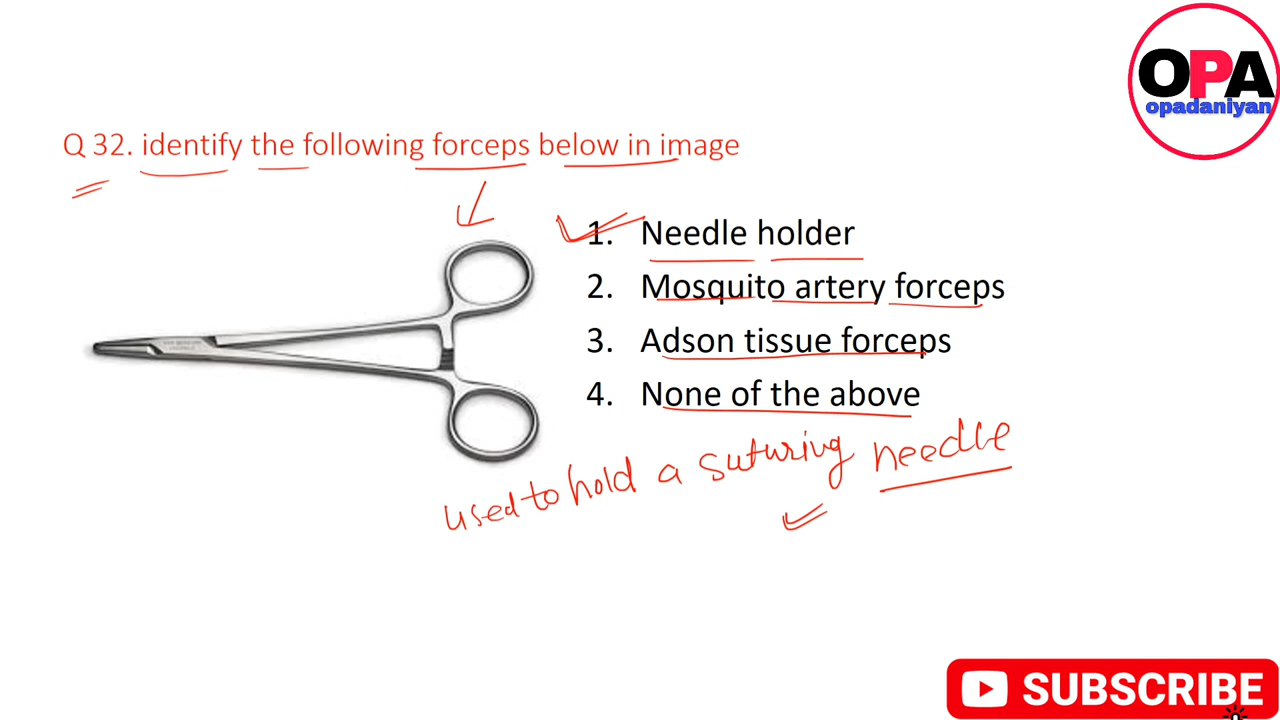 OPA
opadaniyan
Q 32. identify the following forceps below in image
1. Needle holder
2. Mosquito artery forceps
3. Adson tissue forceps
4. None of the above
used to hold a suturing needle
SUBSCRIBE